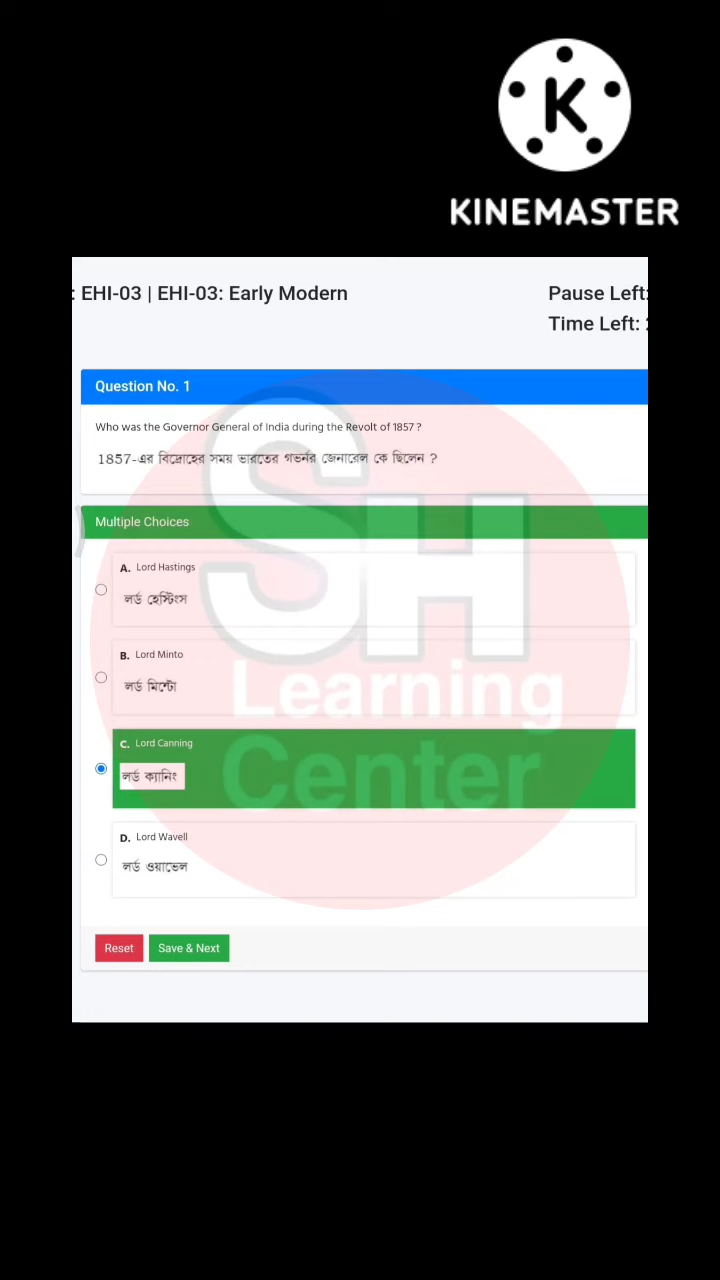 KINEMASTER
: EHI-03 | EHI-03: Early Modern
Pause Left:
Time Left:
Question No. 1
Who was the Governor General of India during the Revolt of 1857 ?
1857-এর বিদ্রোহের সময় ভারতের গভর্নর জেনারেল কে ছিলেন ?
Multiple Choices
A. Lord Hastings
লর্ড হেস্টিংস
B. Lord Minto
লর্ড মিন্টো
C. Lord Canning
লর্ড ক্যানিং
D. Lord Wavell
লর্ড ওয়াভেল
SH
Learning
Center
Reset
Save & Next